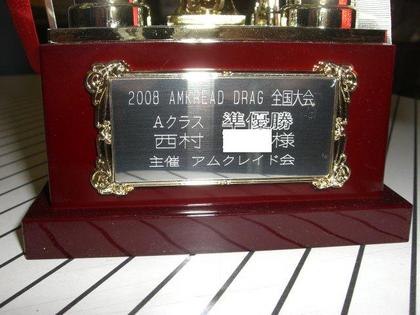 2008 AMKREAD DRAG 全国大会
Aクラス 準優勝
西村 様
主催 アムクレイド会